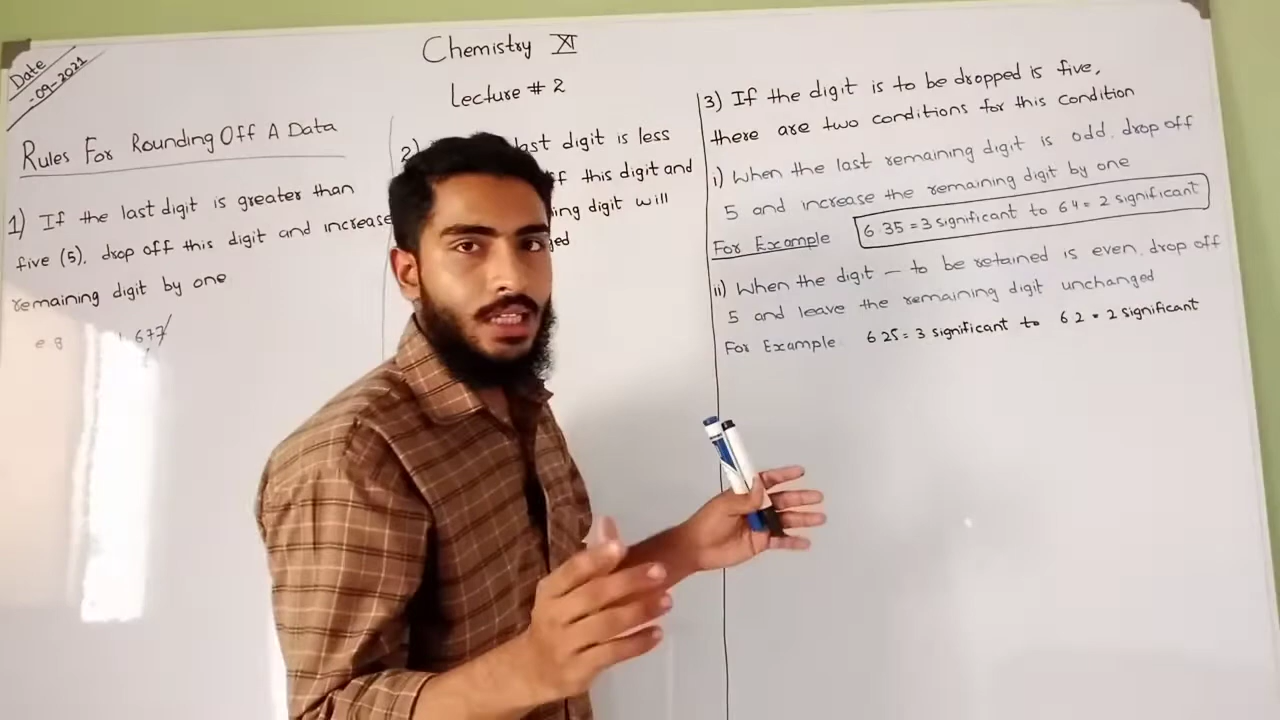 Date
-09-2021
Chemistry XI
Lecture # 2
Rules For Rounding Off A Data
1) If the last digit is greater than
five (5), drop off this digit and increase
remaining digit by one
e g 677
2) last digit is less
this digit and
digit will
3) If the digit is to be dropped is five,
there are two conditions for this condition
i) When the last remaining digit is odd, drop off
5 and increase the remaining digit by one
For Example 6 35 = 3 significant to 6 4 = 2 significant
ii) When the digit — to be retained is even, drop off
5 and leave the remaining digit unchanged
For Example 6 25 = 3 significant to 6 2 = 2 significant